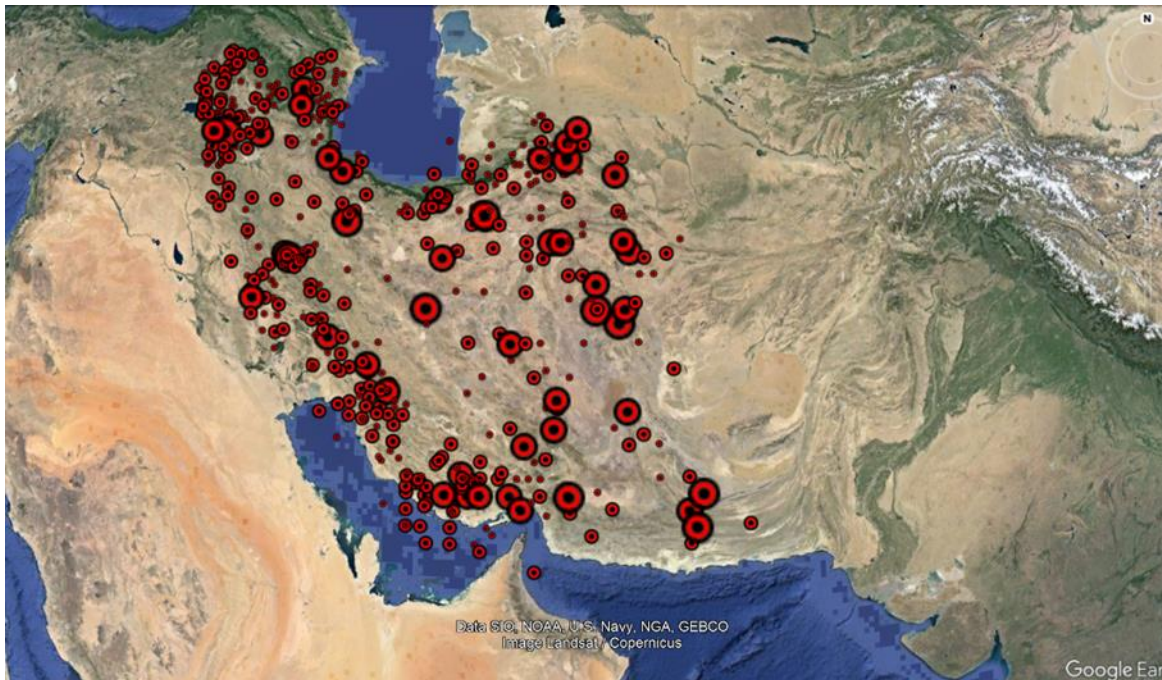 N
Data SIO, NOAA, U.S. Navy, NGA, GEBCO
Image Landsat / Copernicus
Google Ear